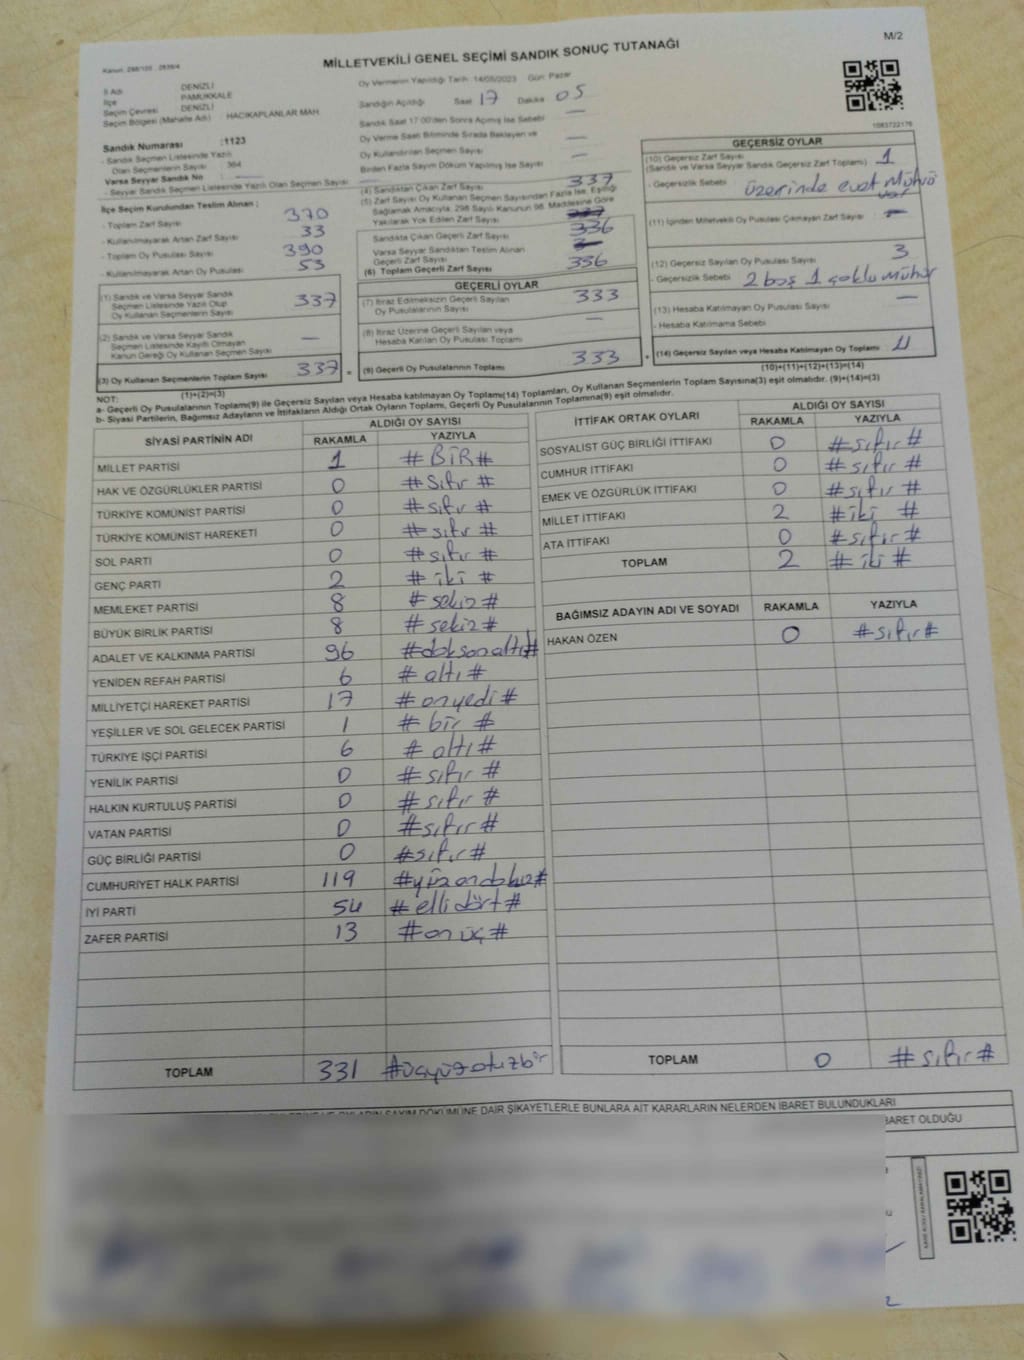 M/2
Kanun: 298/105 2839/4
MİLLETVEKİLİ GENEL SEÇİMİ SANDIK SONUÇ TUTANAĞI
İl Adı DENİZLİ
İlçe PAMUKKALE
Seçim Çevresi DENİZLİ
Seçim Bölgesi (Mahalle Adı) HACIKAPLANLAR MAH
Sandık Numarası :1123
- Sandık Seçmen Listesinde Yazılı
Olan Seçmenlerin Sayısı : 364
Varsa Seyyar Sandık No —
- Seyyar Sandık Seçmen Listesinde Yazılı Olan Seçmen Sayısı —
İlçe Seçim Kurulundan Teslim Alınan ;
- Toplam Zarf Sayısı 370
- Kullanılmayarak Artan Zarf Sayısı 33
- Toplam Oy Pusulası Sayısı 390
- Kullanılmayarak Artan Oy Pusulası 53
(1) Sandık ve Varsa Seyyar Sandık
Seçmen Listesinde Yazılı Olup
Oy Kullanan Seçmenlerin Sayısı 337
(2) Sandık ve Varsa Seyyar Sandık
Seçmen Listesinde Kayıtlı Olmayan
Kanun Gereği Oy Kullanan Seçmen Sayısı —
(3) Oy Kullanan Seçmenlerin Toplam Sayısı 337 =
(1)+(2)=(3)
Oy Vermenin Yapıldığı Tarih :14/05/2023 Gün: Pazar
Sandığın Açıldığı Saat 17 Dakika 05
Sandık Saat 17:00'den Sonra Açılmış İse Sebebi —
Oy Verme Saati Bitiminde Sırada Bekleyen ve
Oy Kullandırılan Seçmen Sayısı —
Birden Fazla Sayım Döküm Yapılmış İse Sayısı —
(4) Sandıktan Çıkan Zarf Sayısı 337
(5) Zarf Sayısı Oy Kullanan Seçmen Sayısından Fazla İse, Eşitliği
Sağlamak Amacıyla, 298 Sayılı Kanunun 98. Maddesine Göre
Yakılarak Yok Edilen Zarf Sayısı
Sandıkta Çıkan Geçerli Zarf Sayısı 336
Varsa Seyyar Sandıktan Teslim Alınan
Geçerli Zarf Sayısı
(6) Toplam Geçerli Zarf Sayısı 336
GEÇERLİ OYLAR
(7) İtiraz Edilmeksizin Geçerli Sayılan
Oy Pusulalarının Sayısı 333
(8) İtiraz Üzerine Geçerli Sayılan veya
Hesaba Katılan Oy Pusulası Toplamı —
(9) Geçerli Oy Pusulalarının Toplamı 333 +
1083722176
GEÇERSİZ OYLAR
(10) Geçersiz Zarf Sayısı 1
(Sandık ve Varsa Seyyar Sandık Geçersiz Zarf Toplamı)
- Geçersizlik Sebebi üzerinde evet Mührü
var
(11) İçinden Milletvekili Oy Pusulası Çıkmayan Zarf Sayısı —
(12) Geçersiz Sayılan Oy Pusulası Sayısı 3
- Geçersizlik Sebebi 2 boş 1 çoklu mühür
(13) Hesaba Katılmayan Oy Pusulası Sayısı —
- Hesaba Katılmama Sebebi
(14) Geçersiz Sayılan veya Hesaba Katılmayan Oy Toplamı 4
(10)+(11)+(12)+(13)=(14)
NOT:
a- Geçerli Oy Pusulalarının Toplamı(9) ile Geçersiz Sayılan veya Hesaba katılmayan Oy Toplamı(14) Toplamları, Oy Kullanan Seçmenlerin Toplam Sayısına(3) eşit olmalıdır. (9)+(14)=(3)
b- Siyasi Partilerin, Bağımsız Adayların ve İttifakların Aldığı Ortak Oyların Toplamı, Geçerli Oy Pusulalarının Toplamına(9) eşit olmalıdır.
SİYASİ PARTİNİN ADI ALDIĞI OY SAYISI
RAKAMLA YAZIYLA
MİLLET PARTİSİ 1 #BİR#
HAK VE ÖZGÜRLÜKLER PARTİSİ 0 #Sıfır#
TÜRKİYE KOMÜNİST PARTİSİ 0 #sıfır#
TÜRKİYE KOMÜNİST HAREKETİ 0 #sıfır#
SOL PARTİ 0 #sıfır#
GENÇ PARTİ 2 #iki#
MEMLEKET PARTİSİ 8 #sekiz#
BÜYÜK BİRLİK PARTİSİ 8 #sekiz#
ADALET VE KALKINMA PARTİSİ 96 #doksanaltı#
YENİDEN REFAH PARTİSİ 6 #altı#
MİLLİYETÇİ HAREKET PARTİSİ 17 #onyedi#
YEŞİLLER VE SOL GELECEK PARTİSİ 1 #bir#
TÜRKİYE İŞÇİ PARTİSİ 6 #altı#
YENİLİK PARTİSİ 0 #sıfır#
HALKIN KURTULUŞ PARTİSİ 0 #sıfır#
VATAN PARTİSİ 0 #sıfır#
GÜÇ BİRLİĞİ PARTİSİ 0 #sıfır#
CUMHURİYET HALK PARTİSİ 119 #yüzondokuz#
İYİ PARTİ 54 #ellidört#
ZAFER PARTİSİ 13 #onüç#
TOPLAM 331 #üçyüzotuzbir
İTTİFAK ORTAK OYLARI ALDIĞI OY SAYISI
RAKAMLA YAZIYLA
SOSYALİST GÜÇ BİRLİĞİ İTTİFAKI 0 #sıfır#
CUMHUR İTTİFAKI 0 #sıfır#
EMEK VE ÖZGÜRLÜK İTTİFAKI 0 #sıfır#
MİLLET İTTİFAKI 2 #iki#
ATA İTTİFAKI 0 #sıfır#
TOPLAM 2 #iki#
BAĞIMSIZ ADAYIN ADI VE SOYADI RAKAMLA YAZIYLA
HAKAN ÖZEN 0 #sıfır#
TOPLAM 0 #sıfır#
OYLARIN SAYIM DÖKÜMÜNE DAİR ŞİKAYETLERLE BUNLARA AİT KARARLARIN NELERDEN İBARET BULUNDUKLARI
İBARET OLDUĞU